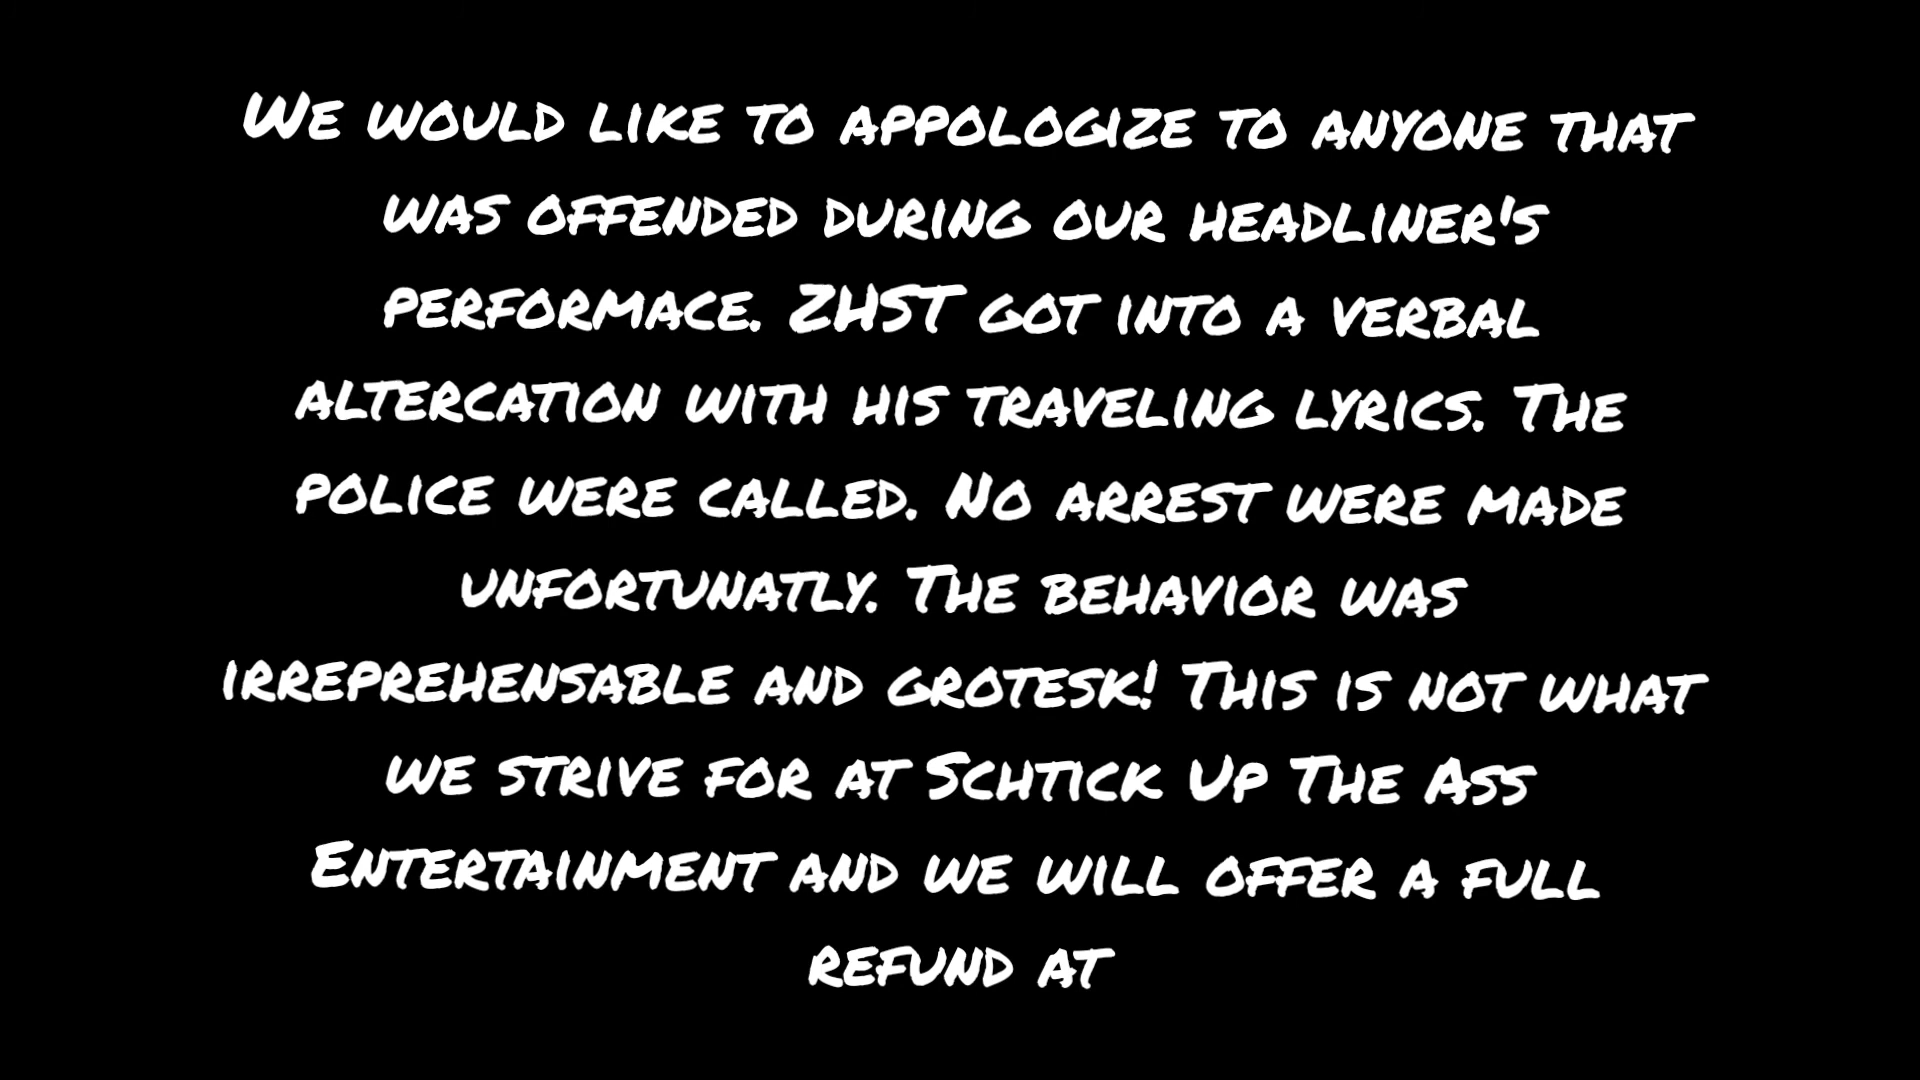 We would like to appologize to anyone that
was offended during our headliner's
performace. ZHST got into a verbal
altercation with his traveling lyrics. The
police were called. No arrest were made
unfortunatly. The behavior was
irreprehensable and grotesk! This is not what
we strive for at Schtick Up The Ass
Entertainment and we will offer a full
refund at